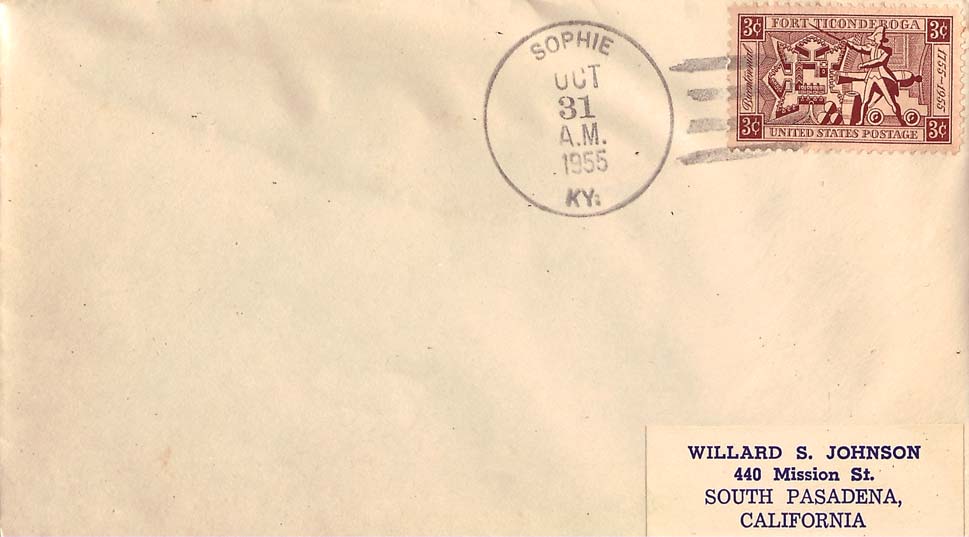 SOPHIE
OCT
31
A.M.
1955
KY.
3¢ FORT TICONDEROGA 3¢
Bicentennial
1755-1955
3¢ UNITED STATES POSTAGE 3¢
WILLARD S. JOHNSON
440 Mission St.
SOUTH PASADENA,
CALIFORNIA